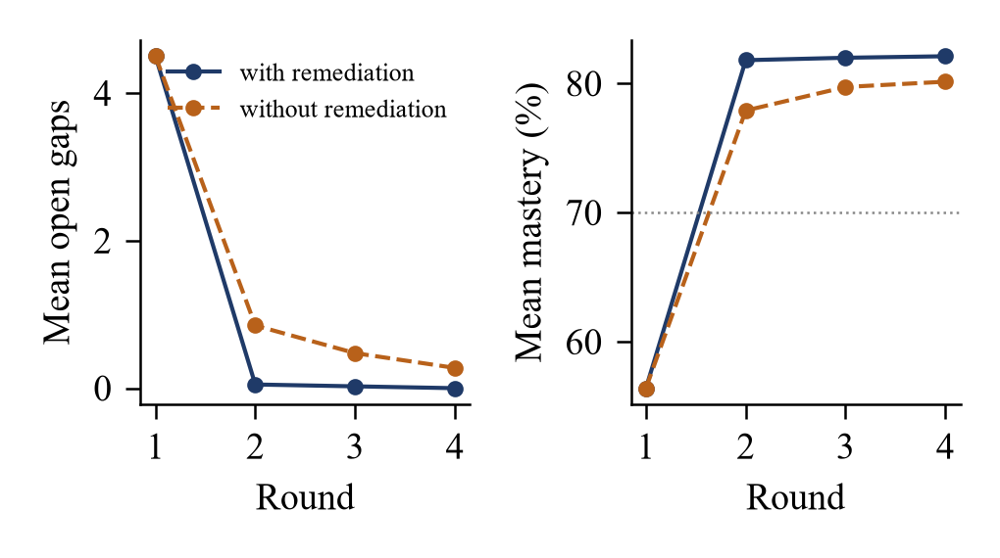 Mean open gaps
4
2
0
with remediation
without remediation
1 2 3 4
Round
Mean mastery (%)
80
70
60
1 2 3 4
Round